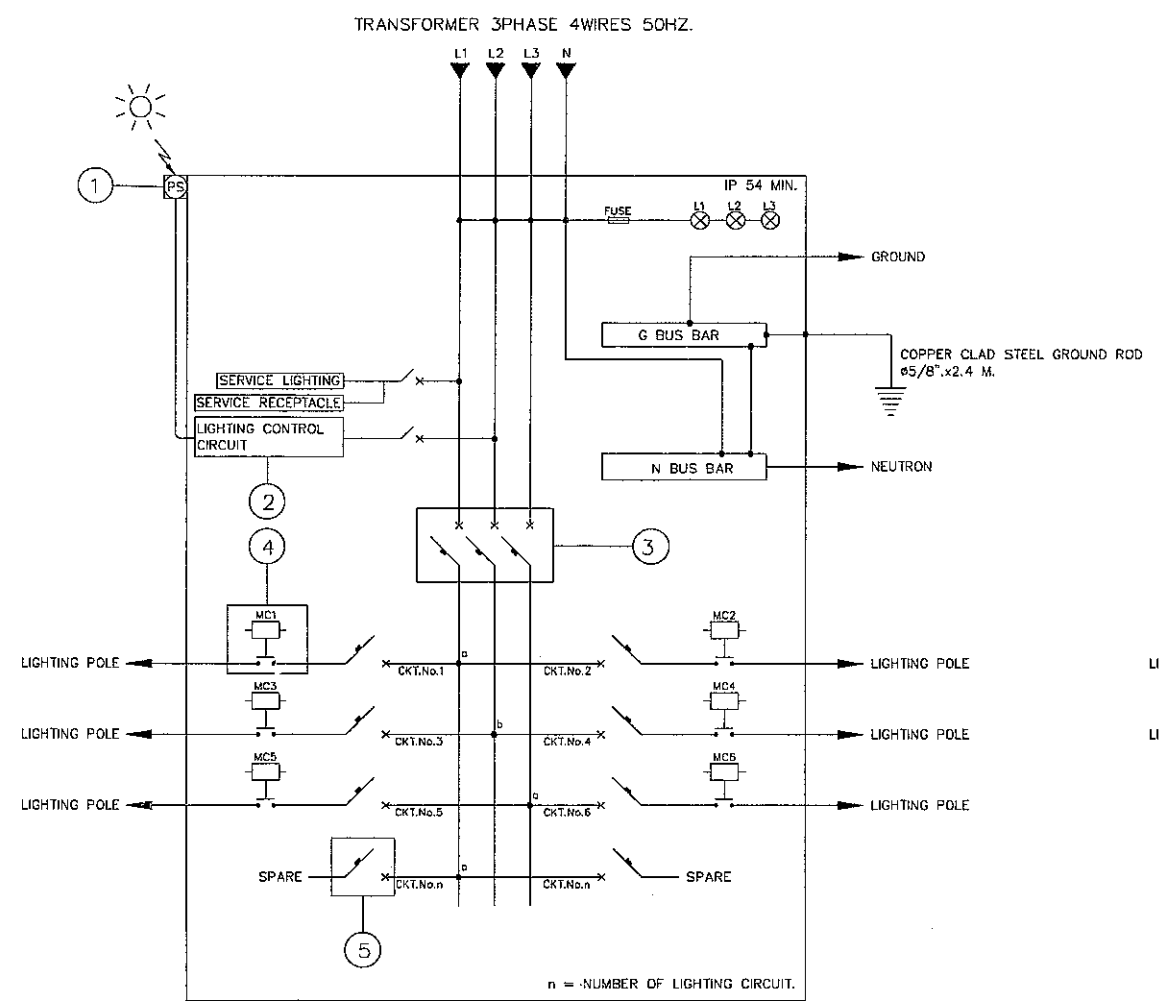 TRANSFORMER 3PHASE 4WIRES 50HZ.
L1 L2 L3 N
1
PS
IP 54 MIN.
FUSE
L1 L2 L3
GROUND
G BUS BAR
COPPER CLAD STEEL GROUND ROD
ø5/8".x2.4 M.
SERVICE LIGHTING
SERVICE RECEPTACLE
LIGHTING CONTROL
CIRCUIT
N BUS BAR
NEUTRON
2
4
3
MC1
MC2
LIGHTING POLE
CKT.No.1
a
CKT.No.2
LIGHTING POLE
LI
MC3
MC4
LIGHTING POLE
CKT.No.3
b
CKT.No.4
LIGHTING POLE
LI
MC5
MC6
LIGHTING POLE
CKT.No.5
a
CKT.No.6
LIGHTING POLE
SPARE
CKT.No.n
a
CKT.No.n
SPARE
5
n = NUMBER OF LIGHTING CIRCUIT.